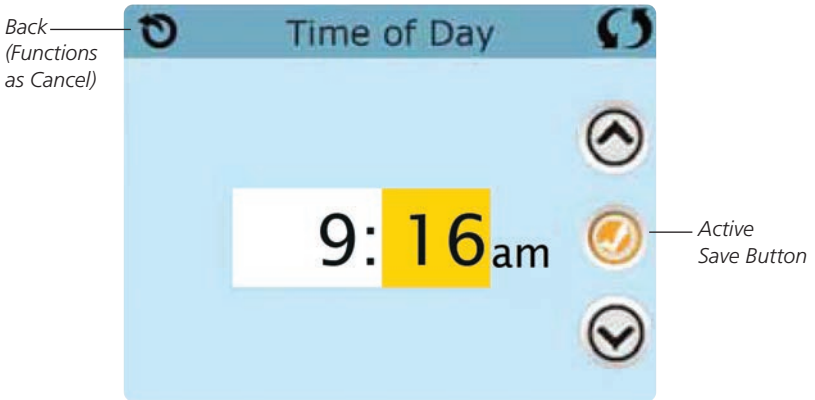 Back
(Functions
as Cancel)
Time of Day
9:16am
Active
Save Button